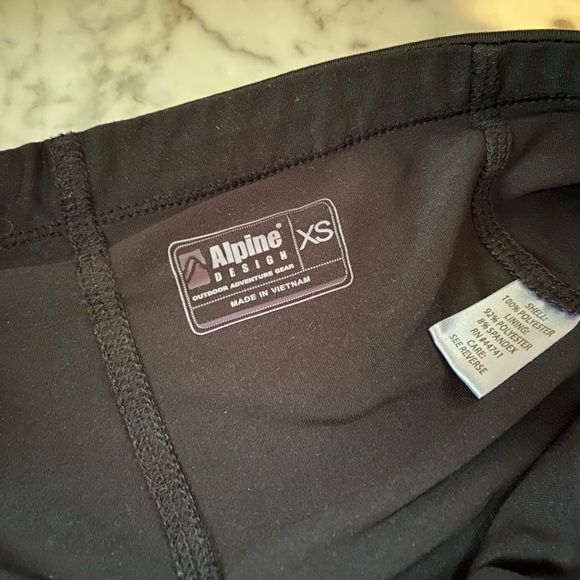 Alpine®
DESIGN
XS
OUTDOOR ADVENTURE GEAR
MADE IN VIETNAM
SHELL:
100% POLYESTER
LINING:
92% POLYESTER
8% SPANDEX
RN #44741
CARE:
SEE REVERSE